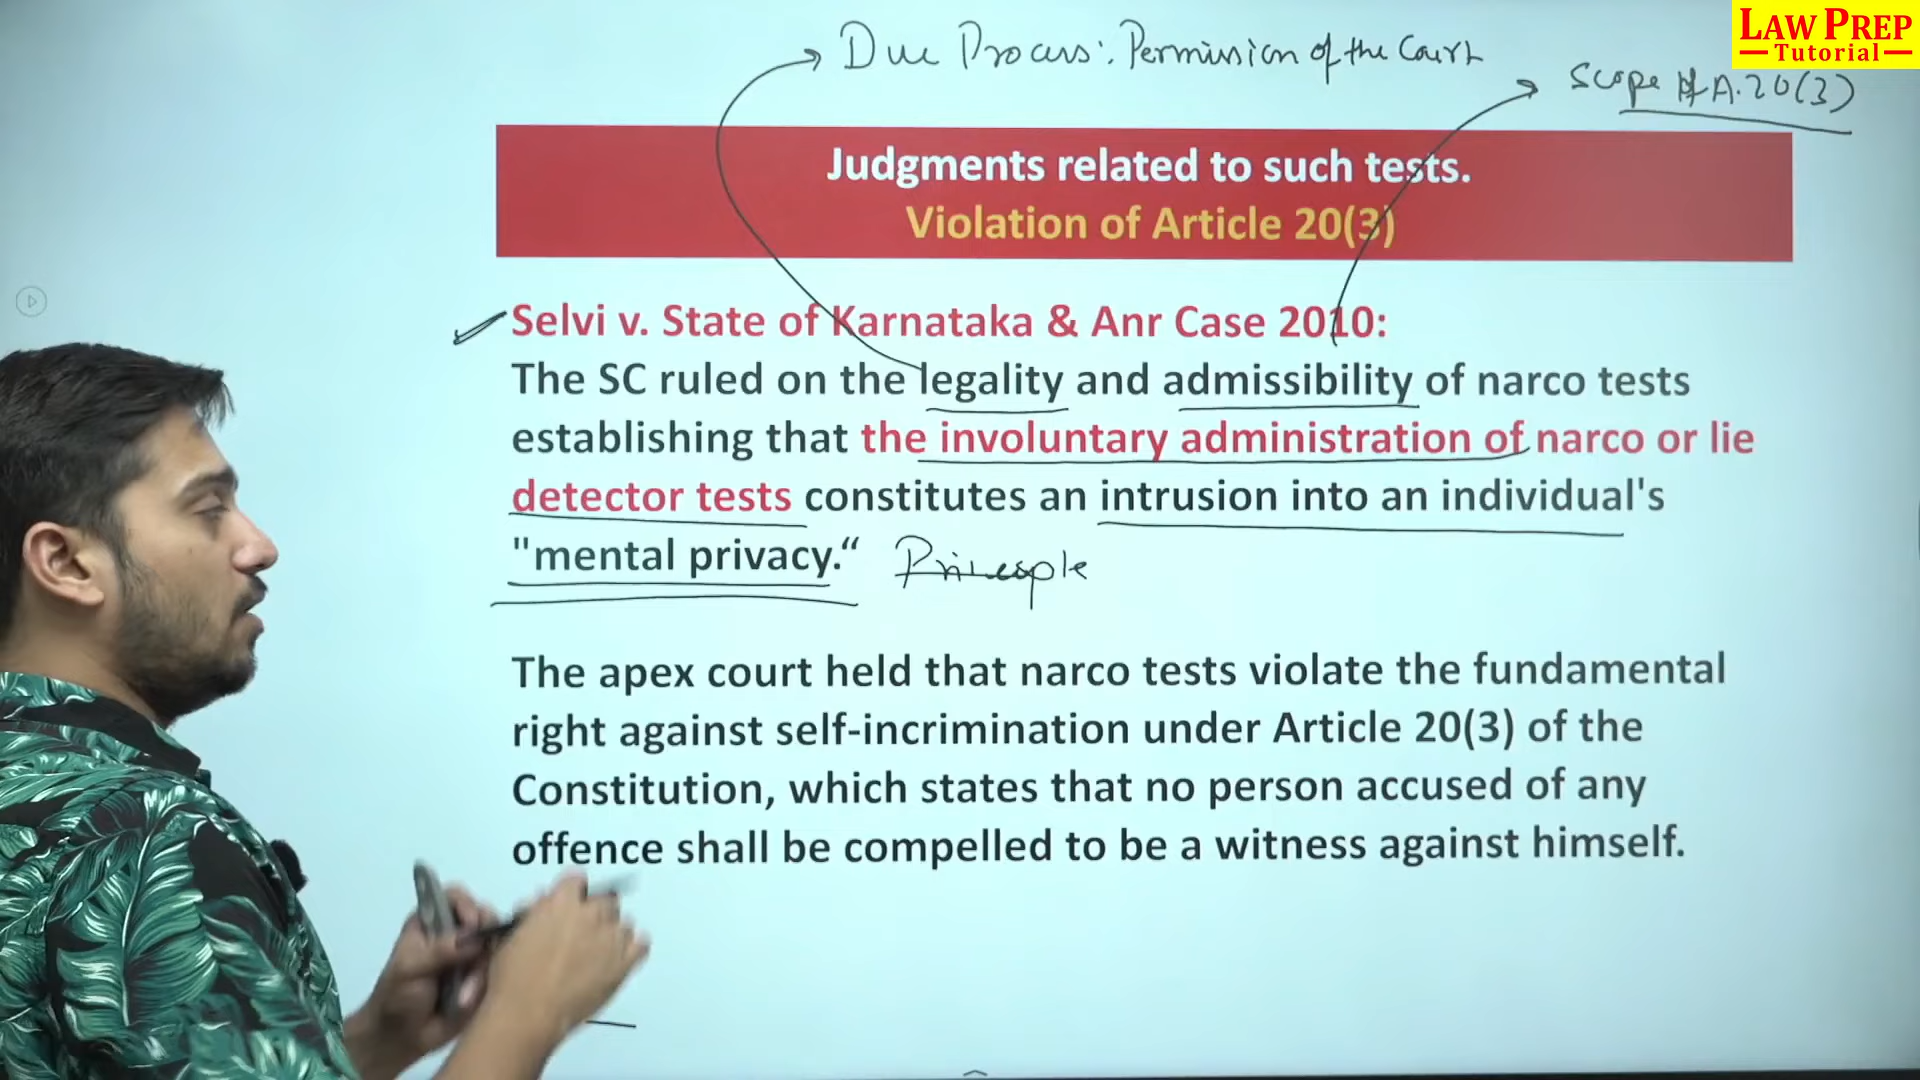 LAW PREP
Tutorial
Due Process: Permission of the Court
Scope of A.20(3)
Judgments related to such tests.
Violation of Article 20(3)
Selvi v. State of Karnataka & Anr Case 2010:
The SC ruled on the legality and admissibility of narco tests
establishing that the involuntary administration of narco or lie
detector tests constitutes an intrusion into an individual's
"mental privacy.“ Principle
The apex court held that narco tests violate the fundamental
right against self-incrimination under Article 20(3) of the
Constitution, which states that no person accused of any
offence shall be compelled to be a witness against himself.